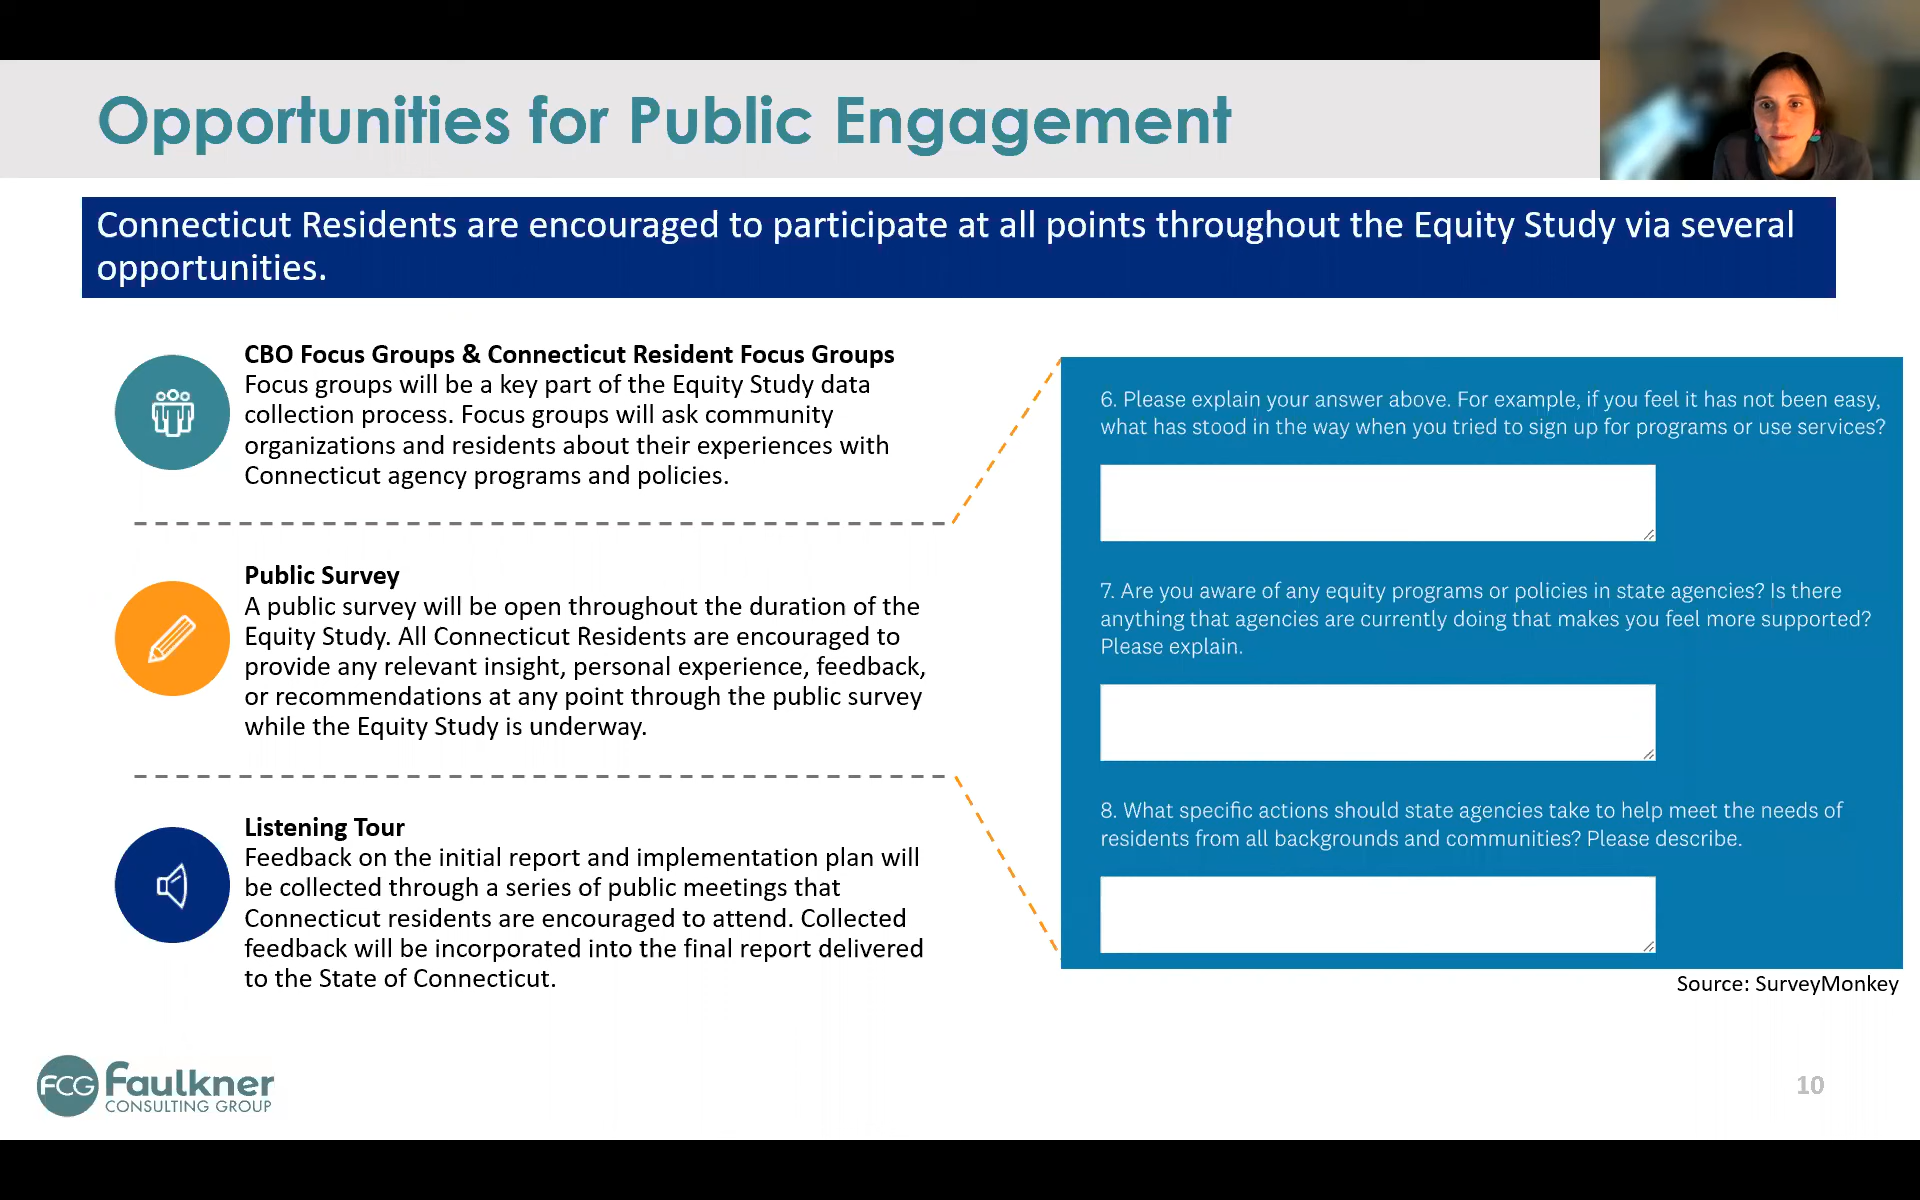 Opportunities for Public Engagement
Connecticut Residents are encouraged to participate at all points throughout the Equity Study via several
opportunities.
CBO Focus Groups & Connecticut Resident Focus Groups
Focus groups will be a key part of the Equity Study data
collection process. Focus groups will ask community
organizations and residents about their experiences with
Connecticut agency programs and policies.
Public Survey
A public survey will be open throughout the duration of the
Equity Study. All Connecticut Residents are encouraged to
provide any relevant insight, personal experience, feedback,
or recommendations at any point through the public survey
while the Equity Study is underway.
Listening Tour
Feedback on the initial report and implementation plan will
be collected through a series of public meetings that
Connecticut residents are encouraged to attend. Collected
feedback will be incorporated into the final report delivered
to the State of Connecticut.
6. Please explain your answer above. For example, if you feel it has not been easy,
what has stood in the way when you tried to sign up for programs or use services?
7. Are you aware of any equity programs or policies in state agencies? Is there
anything that agencies are currently doing that makes you feel more supported?
Please explain.
8. What specific actions should state agencies take to help meet the needs of
residents from all backgrounds and communities? Please describe.
Source: SurveyMonkey
FCG Faulkner
CONSULTING GROUP
10